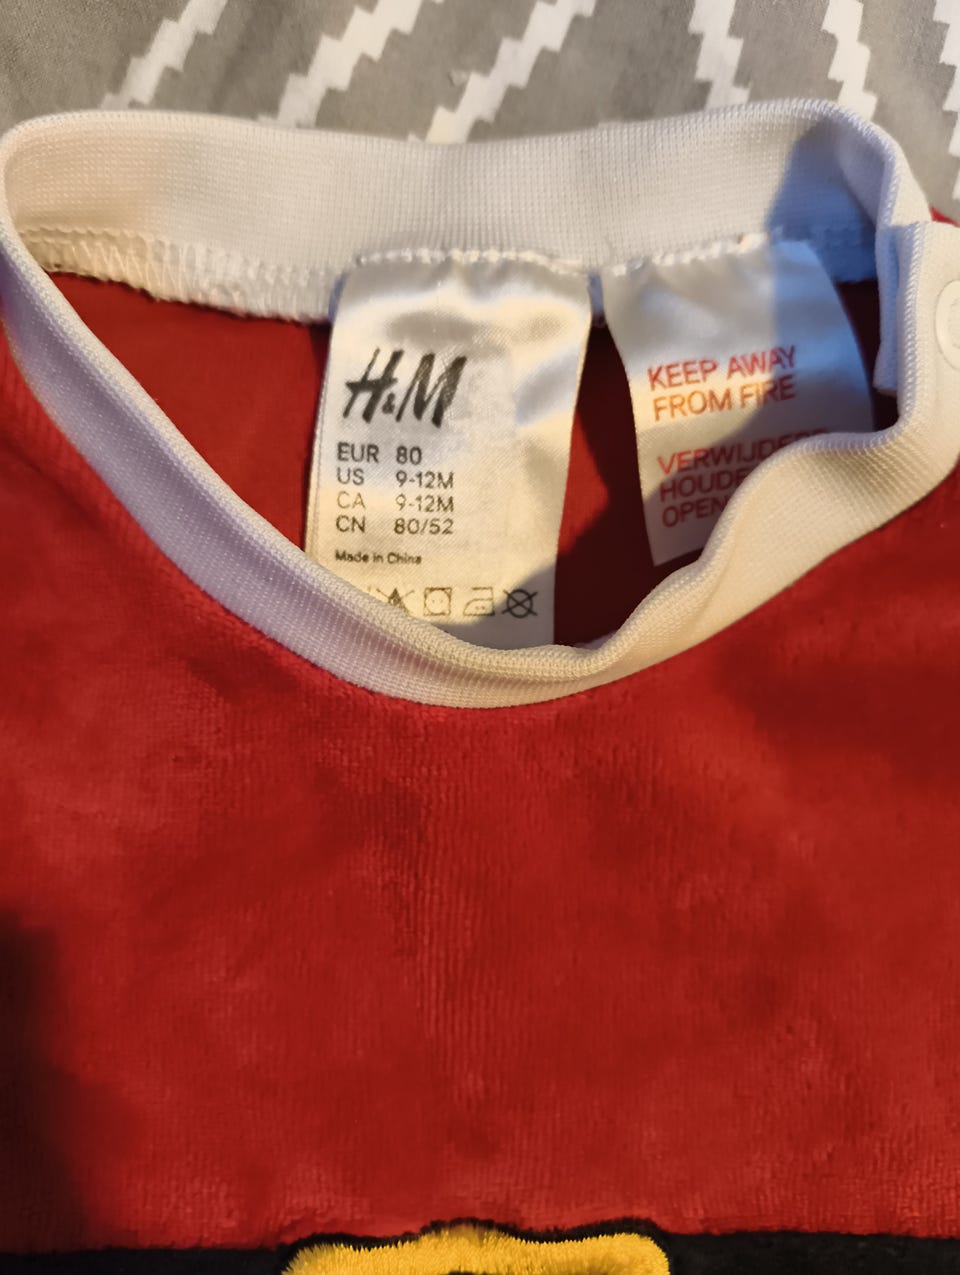 H&M
EUR 80
US 9-12M
CA 9-12M
CN 80/52
Made in China
KEEP AWAY
FROM FIRE